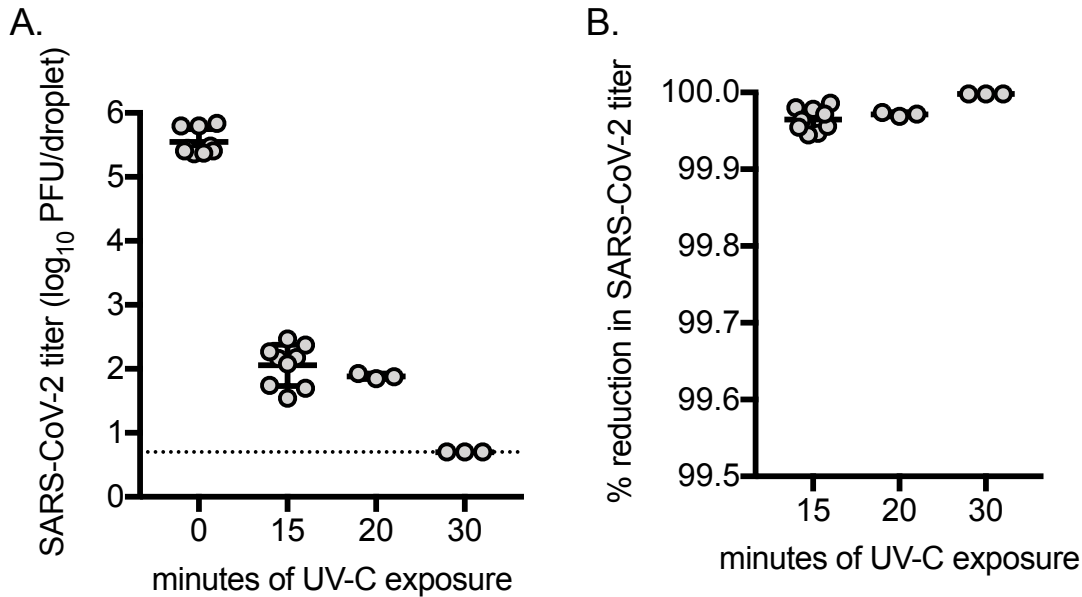 A.
SARS-CoV-2 titer (log10 PFU/droplet)
6
5
4
3
2
1
0
0 15 20 30
minutes of UV-C exposure
B.
% reduction in SARS-CoV-2 titer
100.0
99.9
99.8
99.7
99.6
99.5
15 20 30
minutes of UV-C exposure